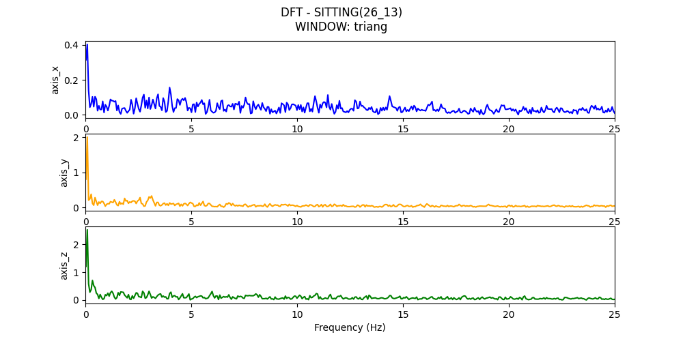 DFT - SITTING(26_13)
WINDOW: triang
axis_x
0.4
0.2
0.0
0 5 10 15 20 25
axis_y
2
1
0
0 5 10 15 20 25
axis_z
2
1
0
0 5 10 15 20 25
Frequency (Hz)